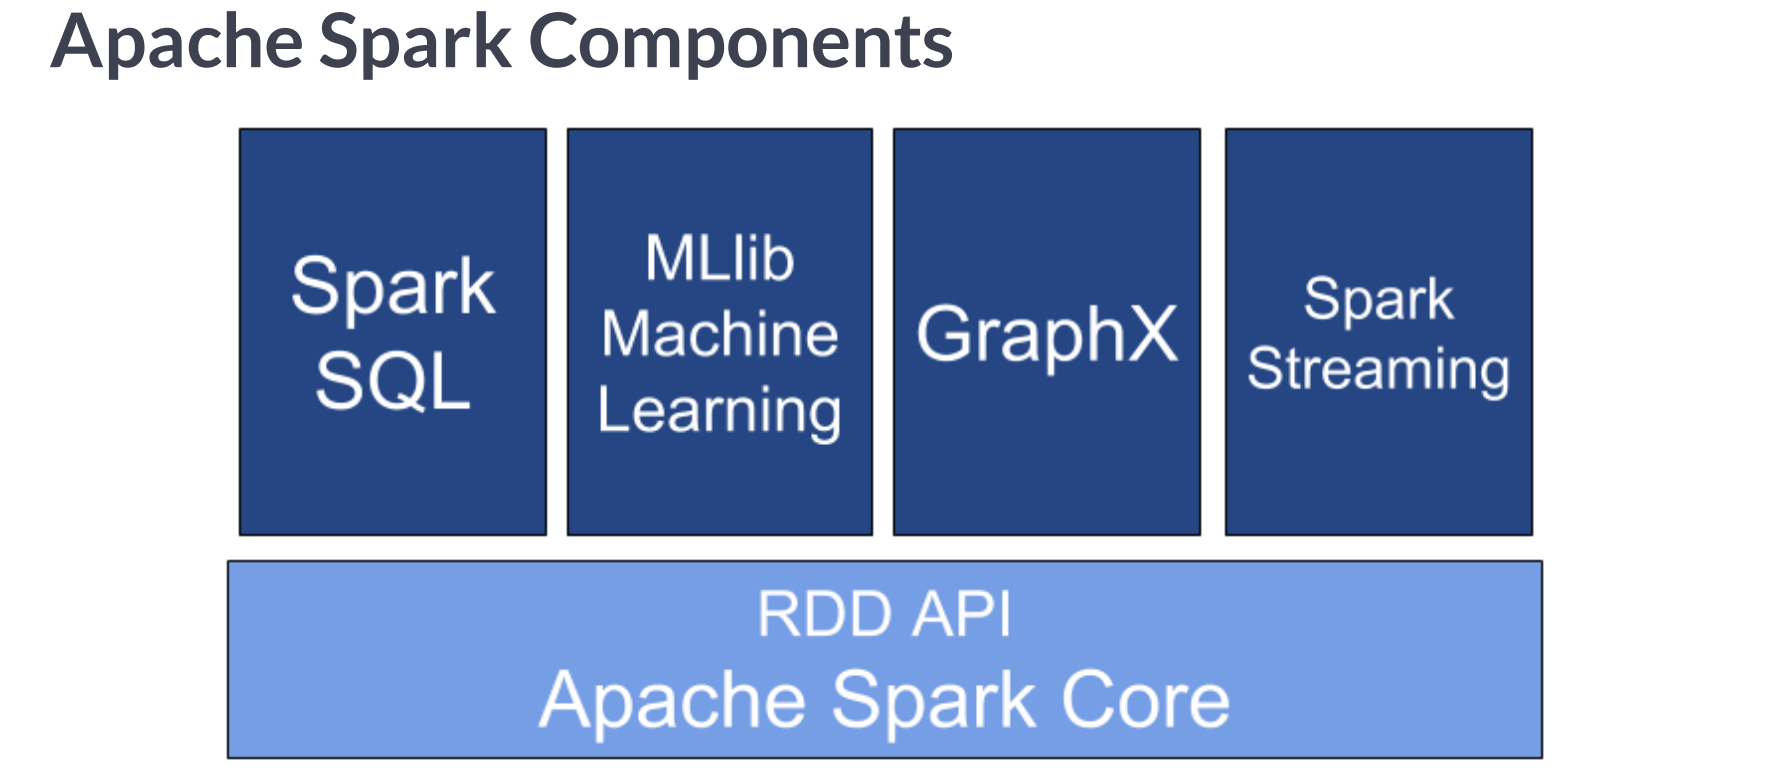 Apache Spark Components
Spark
SQL
MLlib
Machine
Learning
GraphX
Spark
Streaming
RDD API
Apache Spark Core